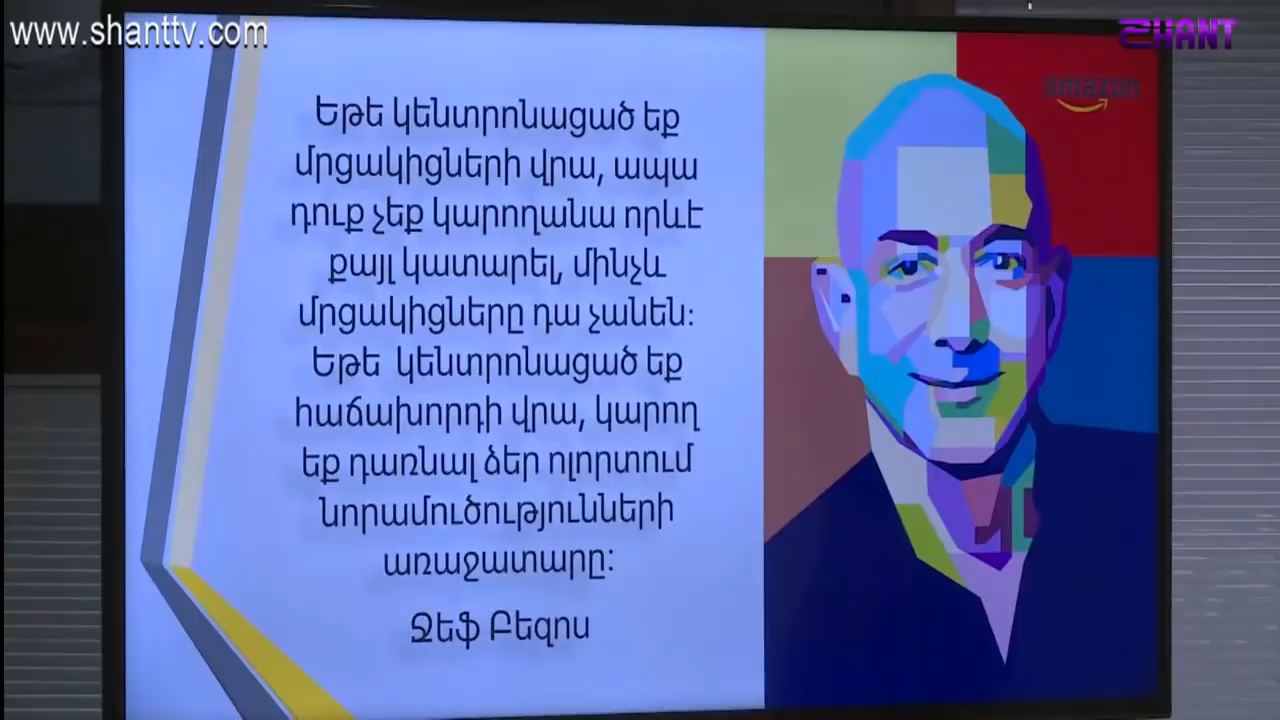 www.shanttv.com
SHANT
amazon
Եթե կենտրոնացած եք
մրցակիցների վրա, ապա
դուք չեք կարողանա որևէ
քայլ կատարել, մինչև
մրցակիցները դա չանեն։
Եթե կենտրոնացած եք
հաճախորդի վրա, կարող
եք դառնալ ձեր ոլորտում
նորամուծությունների
առաջատարը։
Ջեֆ Բեզոս